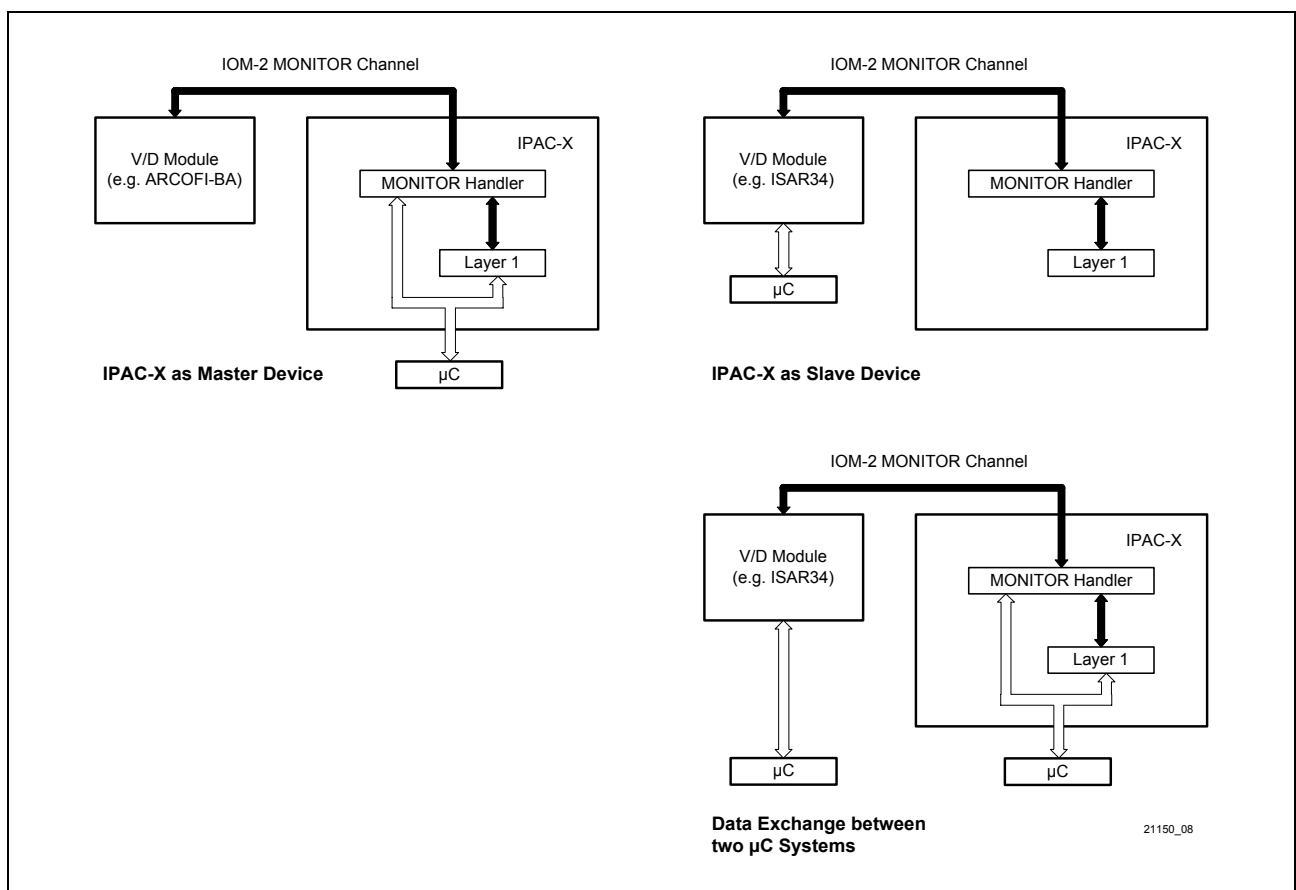 IOM-2 MONITOR Channel
V/D Module
(e.g. ARCOFI-BA)
IPAC-X
MONITOR Handler
Layer 1
µC
IPAC-X as Master Device
IOM-2 MONITOR Channel
V/D Module
(e.g. ISAR34)
µC
IPAC-X
MONITOR Handler
Layer 1
IPAC-X as Slave Device
IOM-2 MONITOR Channel
V/D Module
(e.g. ISAR34)
µC
IPAC-X
MONITOR Handler
Layer 1
µC
Data Exchange between
two µC Systems
21150_08